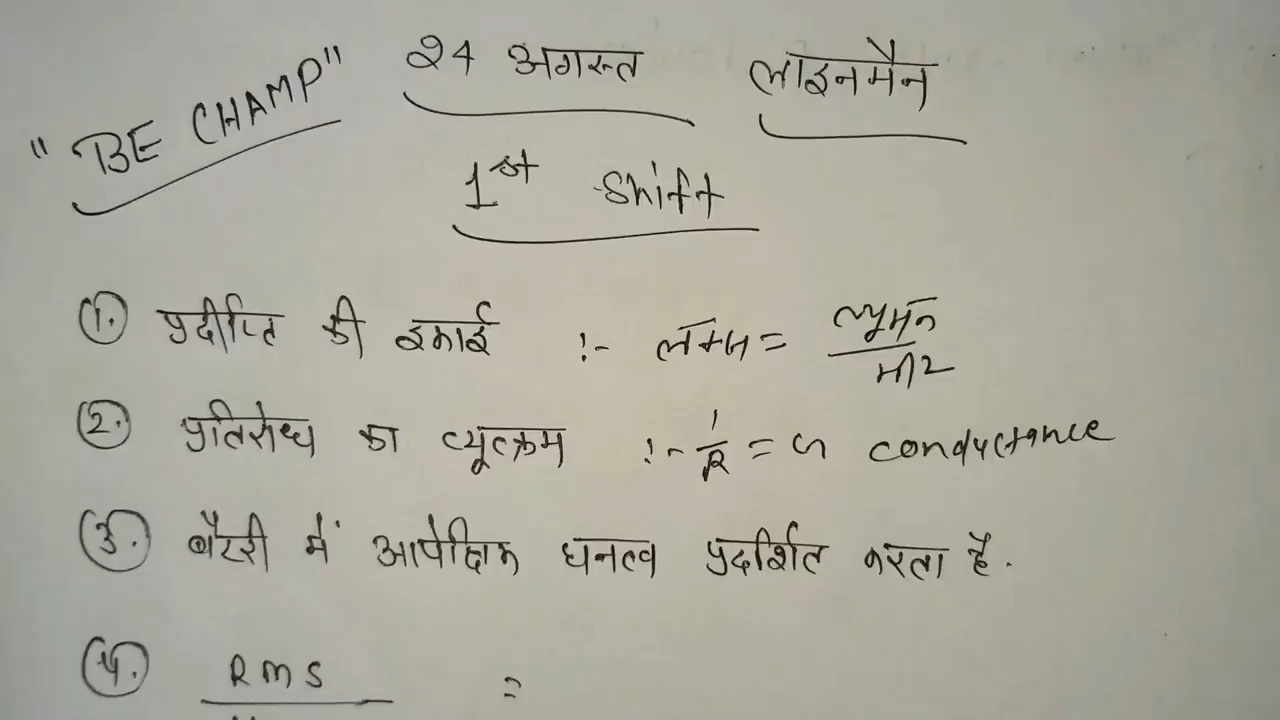 "BE CHAMP" 24 अगस्त लाइनमैन
1st shift
1. प्रदीप्ति की इकाई :- लक्स = ल्यूमेन / मी2
2. प्रतिरोध का व्यूत्क्रम :- 1/R = G conductance
3. बैटरी में आपेक्षिक घनत्व प्रदर्शित करता है.
4. RMS =